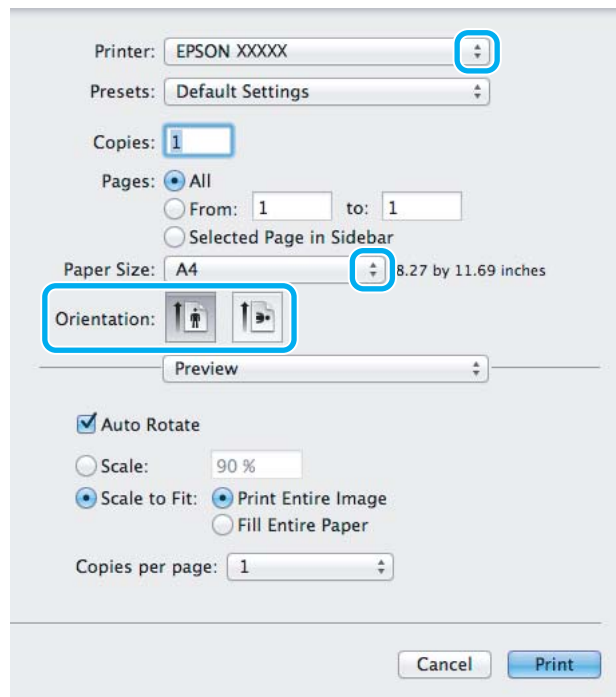 Printer: EPSON XXXXX
Presets: Default Settings
Copies: 1
Pages: All
From: 1 to: 1
Selected Page in Sidebar
Paper Size: A4 8.27 by 11.69 inches
Orientation:
Preview
Auto Rotate
Scale: 90 %
Scale to Fit: Print Entire Image
Fill Entire Paper
Copies per page: 1
Cancel Print